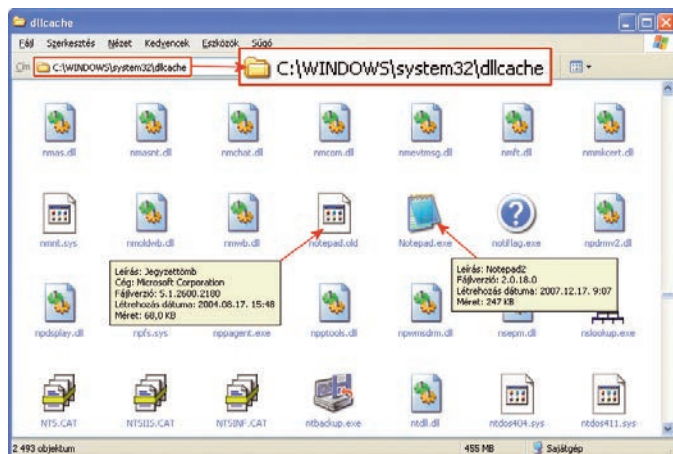 dllcache
Fájl Szerkesztés Nézet Kedvencek Eszközök Súgó
Cím C:\WINDOWS\system32\dllcache
C:\WINDOWS\system32\dllcache
nmas.dll nmasnt.dll nmchat.dll nmcom.dll nmevtmsg.dll nmft.dll nmmkcert.dll
nmnt.sys nmoldwb.dll nmwb.dll notepad.old Notepad.exe notiflag.exe npdrmv2.dll
Leírás: Jegyzettömb
Cég: Microsoft Corporation
Fájlverzió: 5.1.2600.2180
Létrehozás dátuma: 2004.08.17. 15:48
Méret: 68,0 KB
Leírás: Notepad2
Fájlverzió: 2.0.18.0
Létrehozás dátuma: 2007.12.17. 9:07
Méret: 247 KB
npdsplay.dll npfs.sys nppagent.exe npptools.dll npwmsdrm.dll nsepm.dll nslookup.exe
NT5.CAT NT5IIS.CAT NT5INF.CAT ntbackup.exe ntdll.dll ntdos404.sys ntdos411.sys
2 493 objektum 455 MB Sajátgép